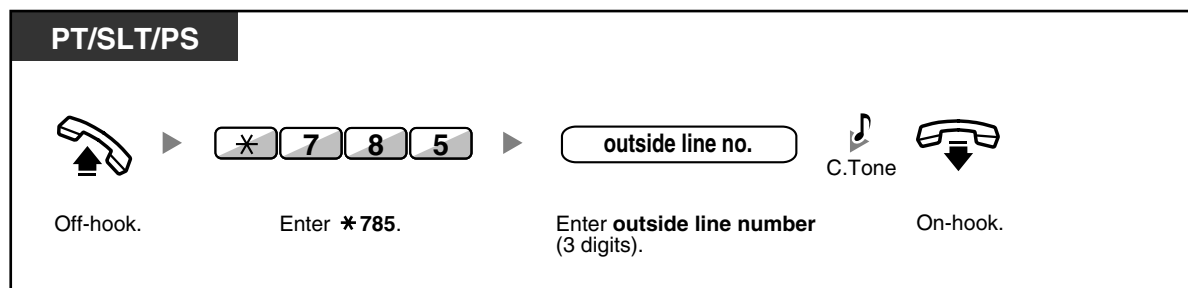 PT/SLT/PS
* 7 8 5
outside line no.
C.Tone
Off-hook.
Enter *785.
Enter outside line number
(3 digits).
On-hook.